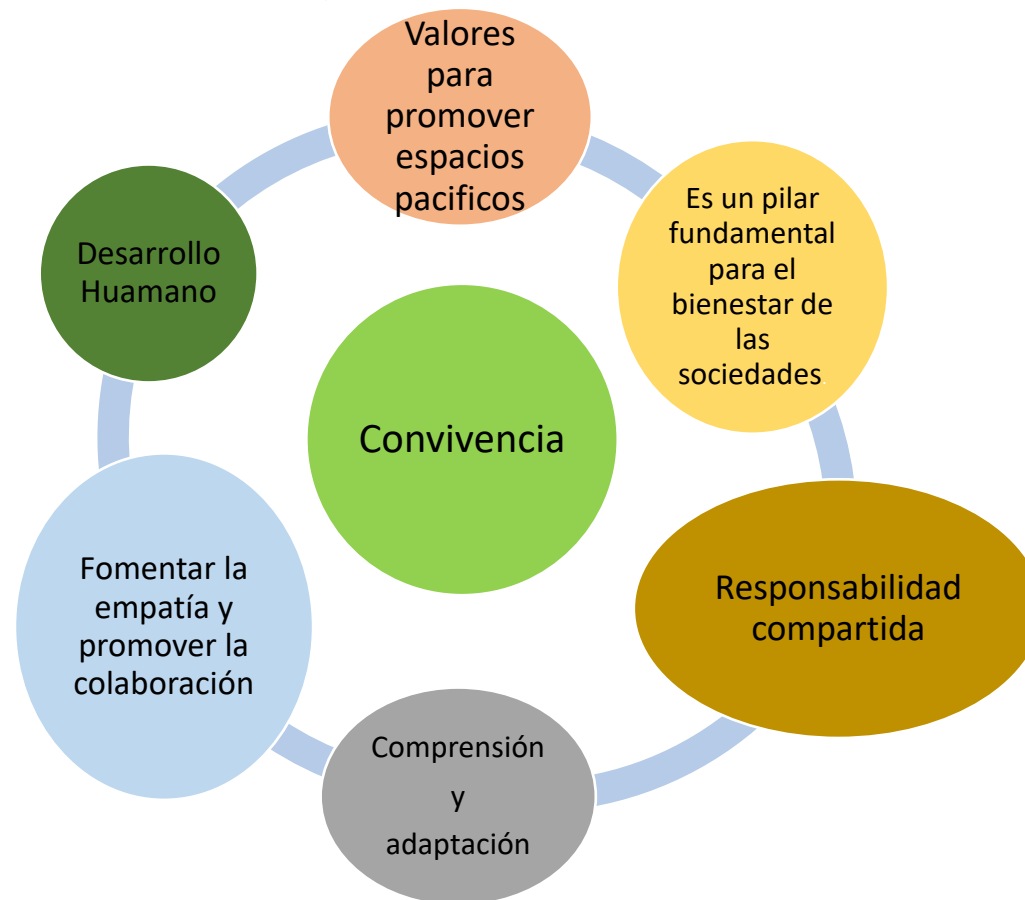 Valores
para
promover
espacios
pacificos
Es un pilar
fundamental
para el
bienestar de
las
sociedades
Responsabilidad
compartida
Comprensión
y
adaptación
Fomentar la
empatía y
promover la
colaboración
Desarrollo
Huamano
Convivencia